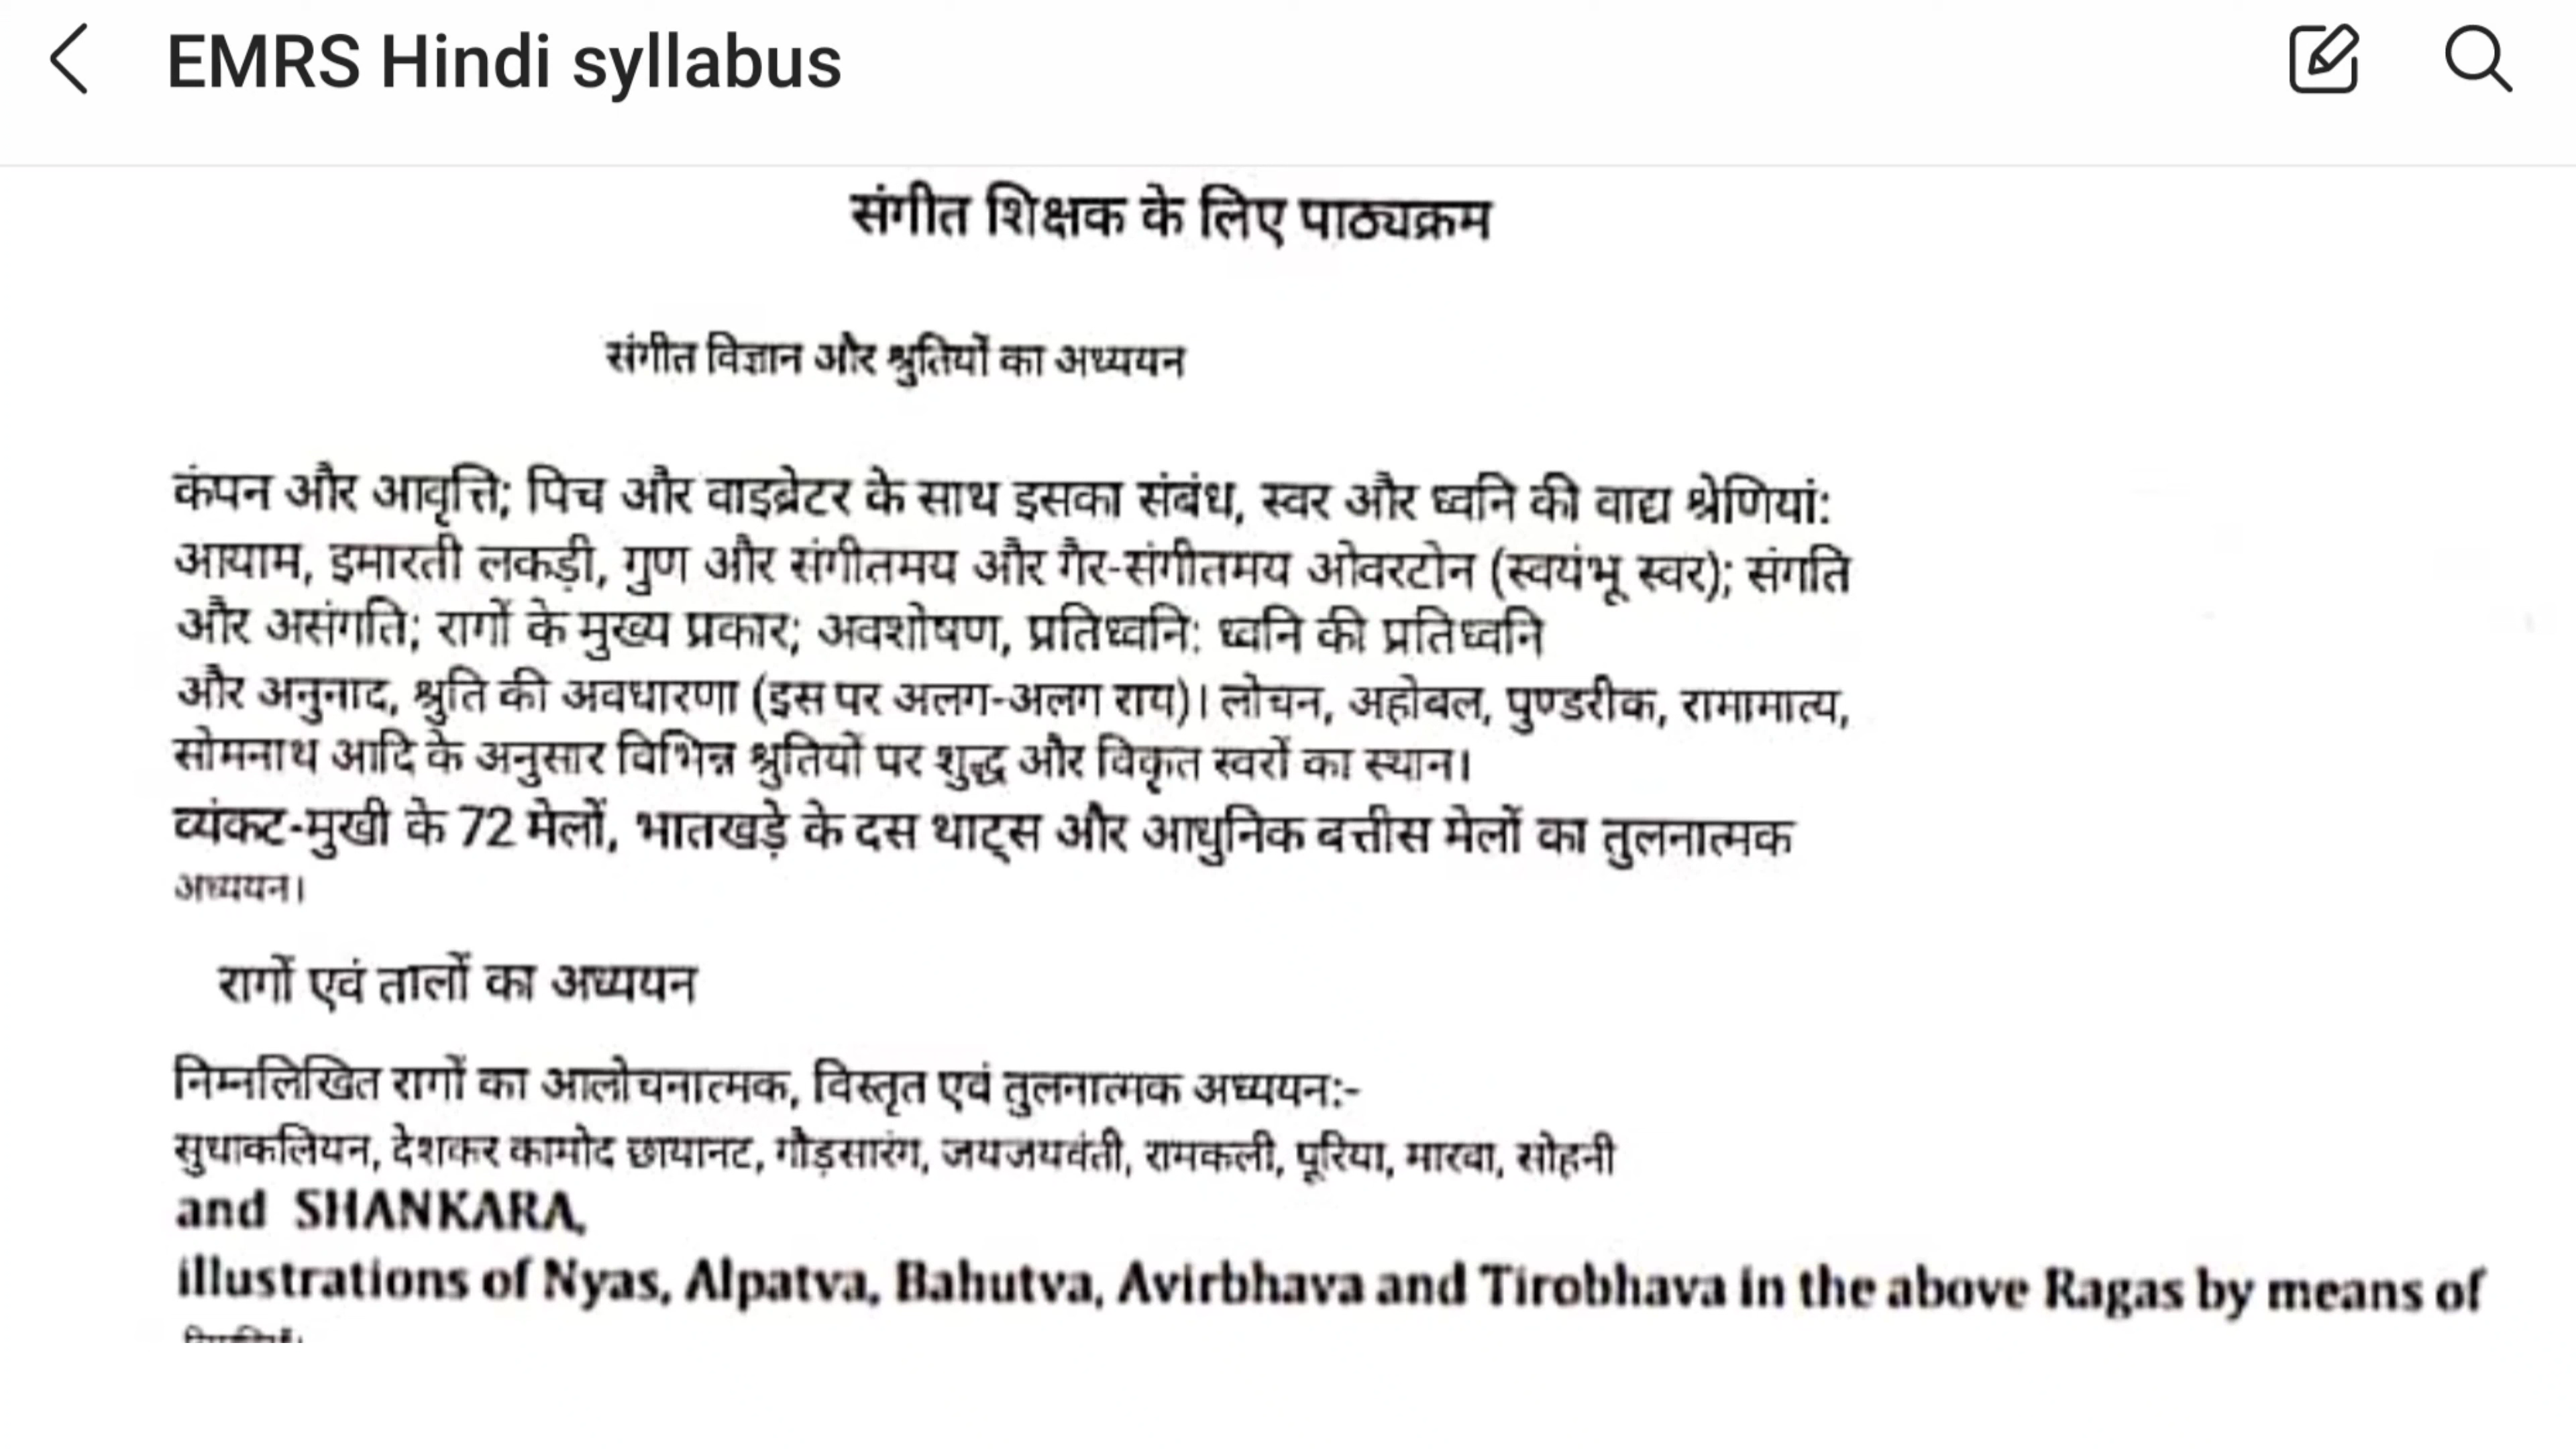 EMRS Hindi syllabus
संगीत शिक्षक के लिए पाठ्यक्रम
संगीत विज्ञान और श्रुतियों का अध्ययन
कंपन और आवृत्ति; पिच और वाइब्रेटर के साथ इसका संबंध, स्वर और ध्वनि की वाद्य श्रेणियां:
आयाम, इमारती लकड़ी, गुण और संगीतमय और गैर-संगीतमय ओवरटोन (स्वयंभू स्वर); संगति
और असंगति; रागों के मुख्य प्रकार; अवशोषण, प्रतिध्वनि: ध्वनि की प्रतिध्वनि
और अनुनाद, श्रुति की अवधारणा (इस पर अलग-अलग राय)। लोचन, अहोबल, पुण्डरीक, रामामात्य,
सोमनाथ आदि के अनुसार विभिन्न श्रुतियों पर शुद्ध और विकृत स्वरों का स्थान।
व्यंकट-मुखी के 72 मेलों, भातखड़े के दस थाट्स और आधुनिक बत्तीस मेलों का तुलनात्मक
अध्ययन।
रागों एवं तालों का अध्ययन
निम्नलिखित रागों का आलोचनात्मक, विस्तृत एवं तुलनात्मक अध्ययन:-
सुधाकलियन, देशकर कामोद छायानट, गौड़सारंग, जयजयवंती, रामकली, पूरिया, मारवा, सोहनी
and SHANKARA,
illustrations of Nyas, Alpatva, Bahutva, Avirbhava and Tirobhava in the above Ragas by means of